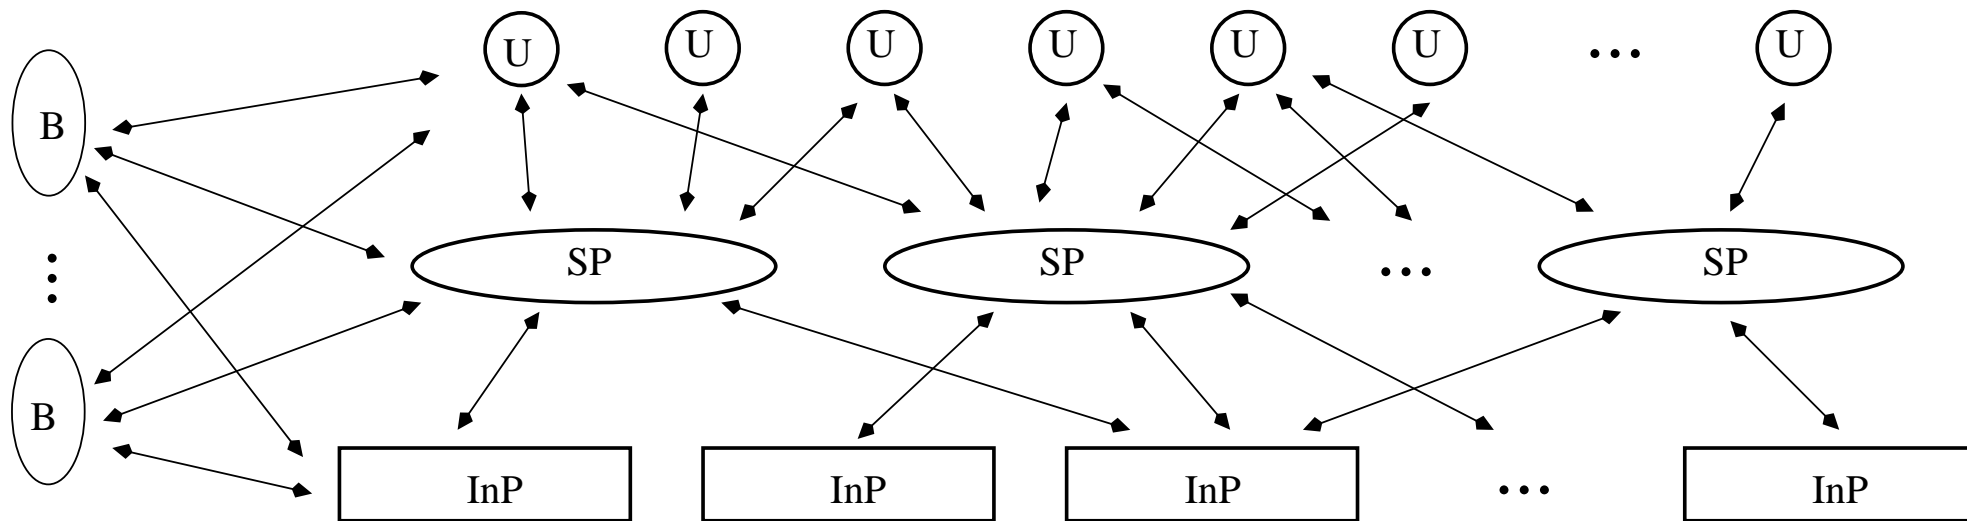 U U U U U U ... U
B
SP SP ... SP
B
InP InP InP ... InP